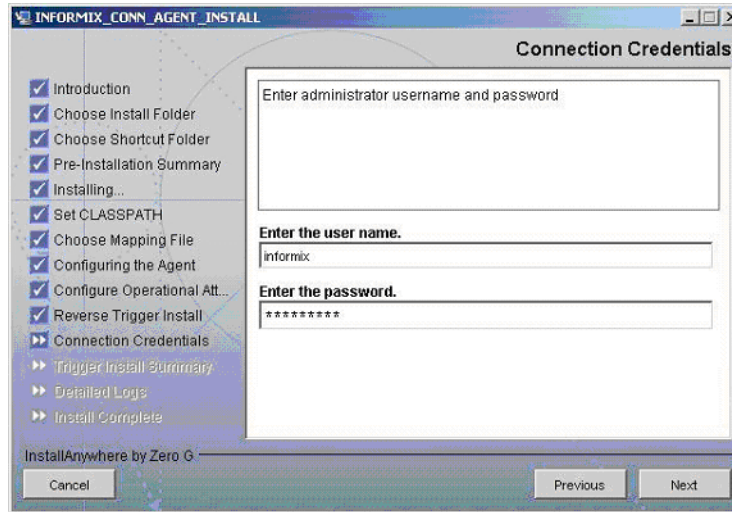 INFORMIX_CONN_AGENT_INSTALL
Connection Credentials
Introduction
Choose Install Folder
Choose Shortcut Folder
Pre-Installation Summary
Installing...
Set CLASSPATH
Choose Mapping File
Configuring the Agent
Configure Operational Att...
Reverse Trigger Install
Connection Credentials
Trigger Install Summary
Detailed Logs
Install Complete
Enter administrator username and password
Enter the user name.
informix
Enter the password.
*********
InstallAnywhere by Zero G
Cancel
Previous
Next